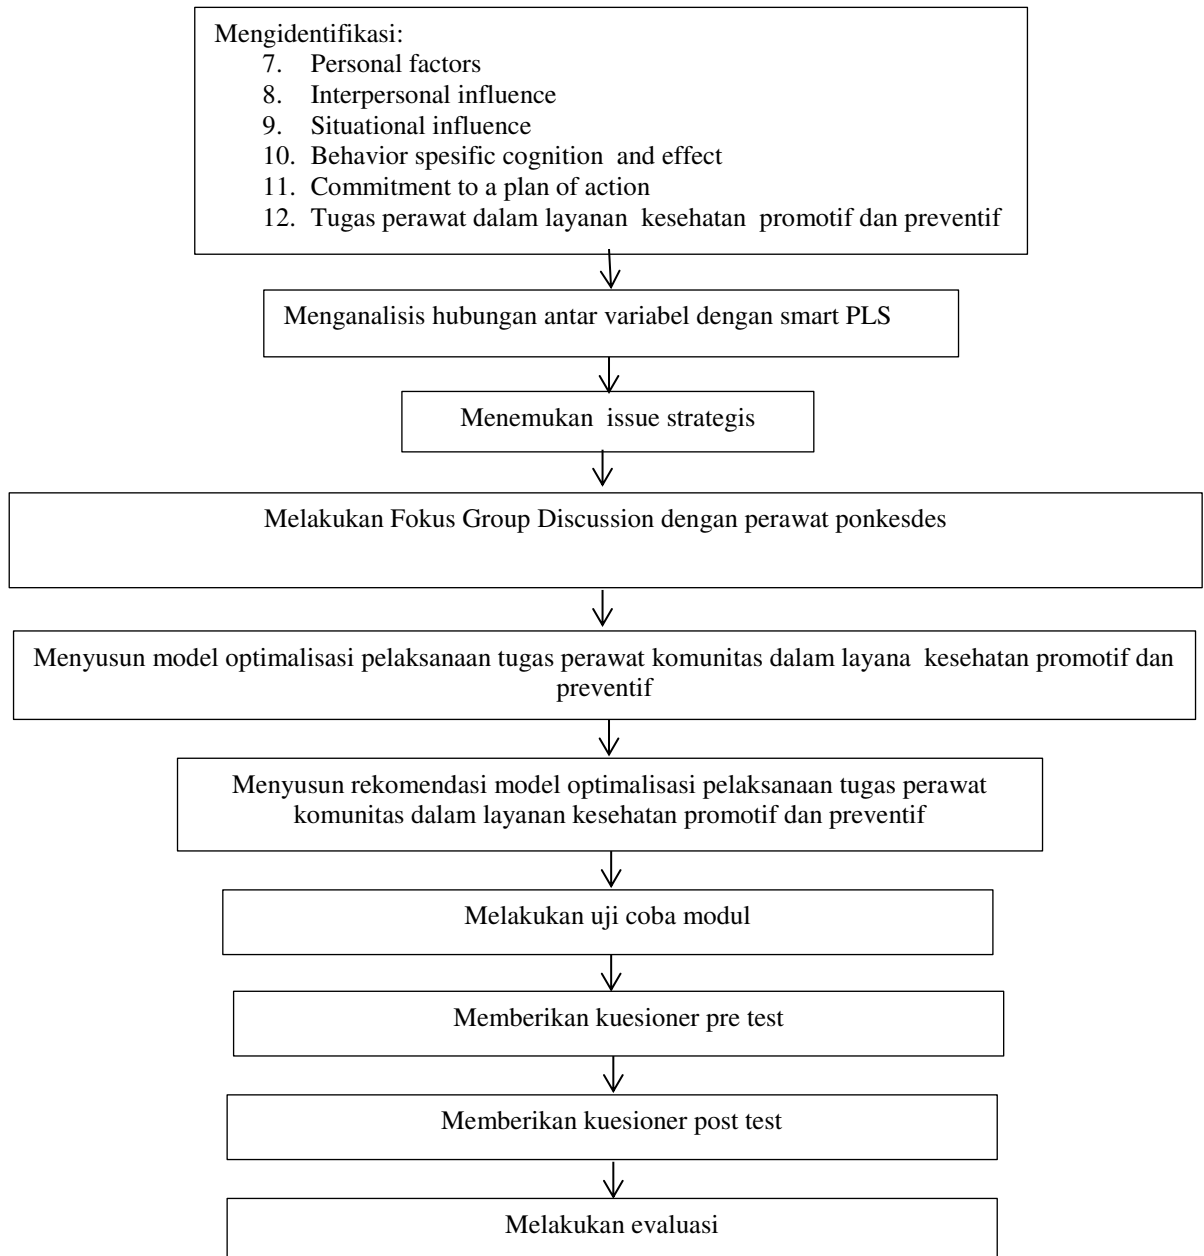 Mengidentifikasi:
7. Personal factors
8. Interpersonal influence
9. Situational influence
10. Behavior spesific cognition and effect
11. Commitment to a plan of action
12. Tugas perawat dalam layanan kesehatan promotif dan preventif
Menganalisis hubungan antar variabel dengan smart PLS
Menemukan issue strategis
Melakukan Fokus Group Discussion dengan perawat ponkesdes
Menyusun model optimalisasi pelaksanaan tugas perawat komunitas dalam layana kesehatan promotif dan
preventif
Menyusun rekomendasi model optimalisasi pelaksanaan tugas perawat
komunitas dalam layanan kesehatan promotif dan preventif
Melakukan uji coba modul
Memberikan kuesioner pre test
Memberikan kuesioner post test
Melakukan evaluasi